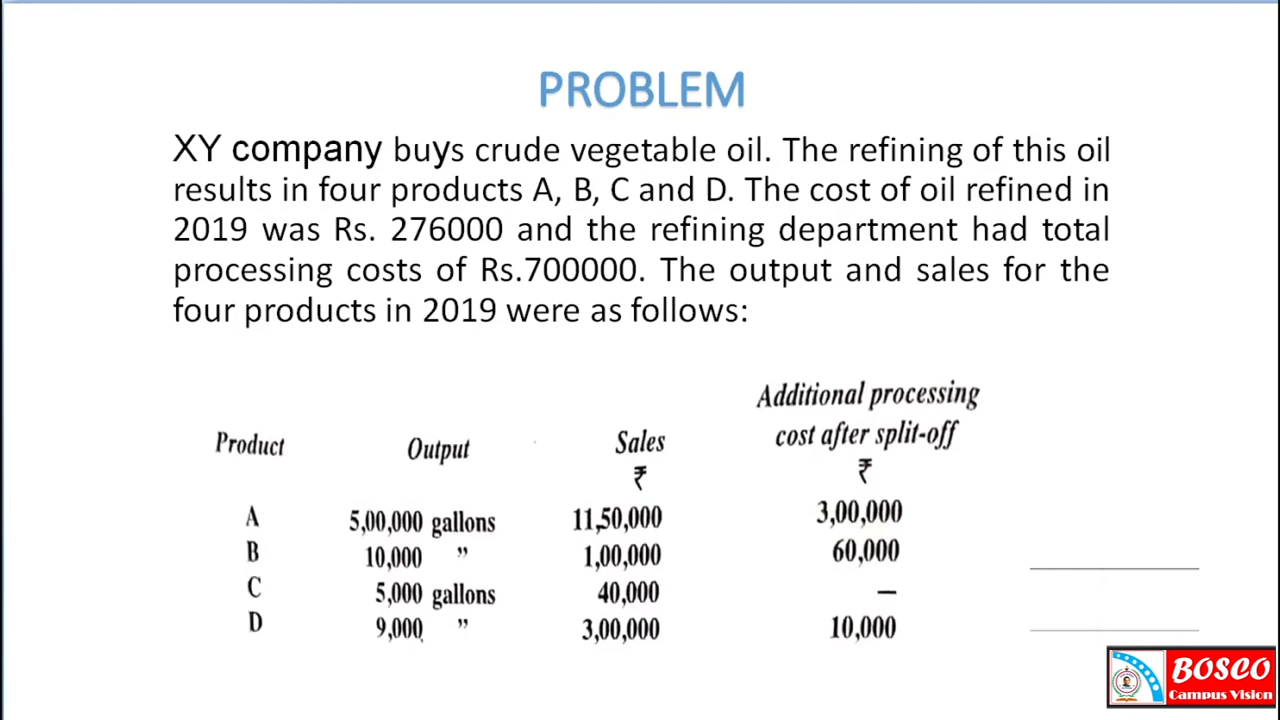 PROBLEM
XY company buys crude vegetable oil. The refining of this oil
results in four products A, B, C and D. The cost of oil refined in
2019 was Rs. 276000 and the refining department had total
processing costs of Rs.700000. The output and sales for the
four products in 2019 were as follows:
Additional processing
Product Output Sales cost after split-off
₹ ₹
A 5,00,000 gallons 11,50,000 3,00,000
B 10,000 ” 1,00,000 60,000
C 5,000 gallons 40,000 –
D 9,000 ” 3,00,000 10,000
BOSCO
Campus Vision